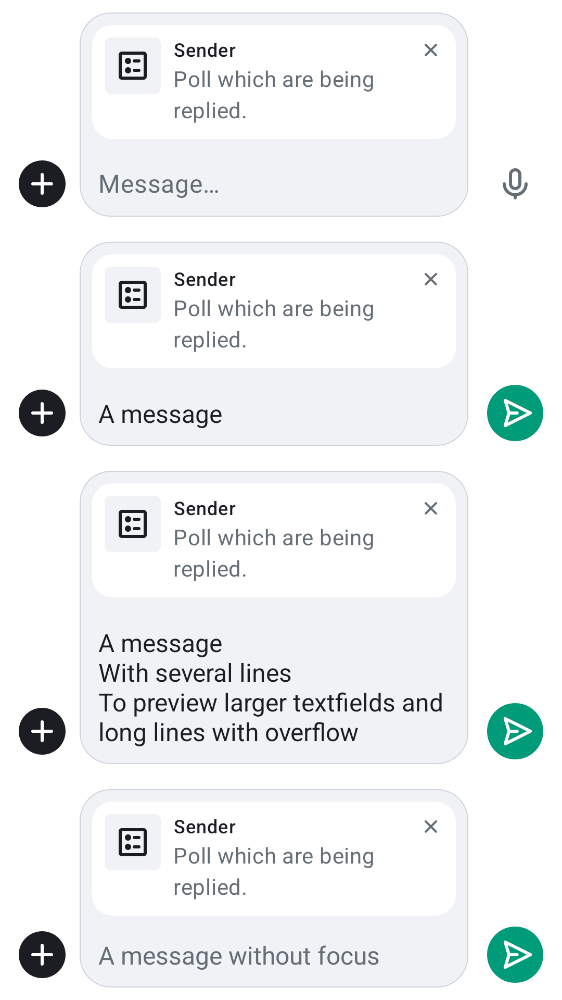 Sender
Poll which are being
replied.
Message…
Sender
Poll which are being
replied.
A message
Sender
Poll which are being
replied.
A message
With several lines
To preview larger textfields and
long lines with overflow
Sender
Poll which are being
replied.
A message without focus